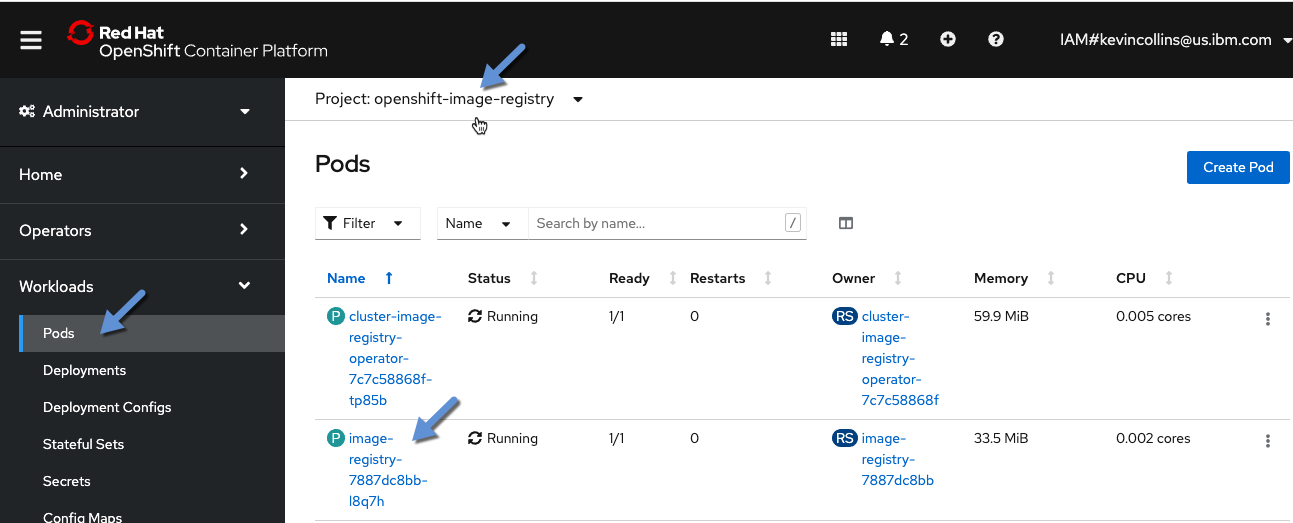 Red Hat
OpenShift Container Platform
2
IAM#kevincollins@us.ibm.com
Administrator
Home
Operators
Workloads
Pods
Deployments
Deployment Configs
Stateful Sets
Secrets
Config Maps
Project: openshift-image-registry
Pods
Create Pod
Filter
Name
Search by name...
/
Name Status Ready Restarts Owner Memory CPU
P cluster-image- Running 1/1 0 RS cluster- 59.9 MiB 0.005 cores
registry- image-
operator- registry-
7c7c58868f- operator-
tp85b 7c7c58868f
P image- Running 1/1 0 RS image- 33.5 MiB 0.002 cores
registry- registry-
7887dc8bb- 7887dc8bb
l8q7h